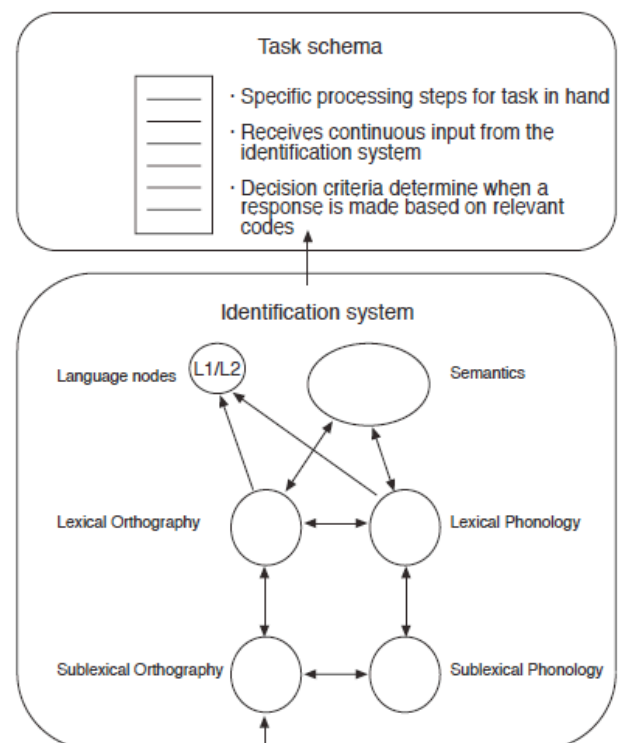 Task schema
· Specific processing steps for task in hand
· Receives continuous input from the
identification system
· Decision criteria determine when a
response is made based on relevant
codes
Identification system
Language nodes
L1/L2
Semantics
Lexical Orthography
Lexical Phonology
Sublexical Orthography
Sublexical Phonology